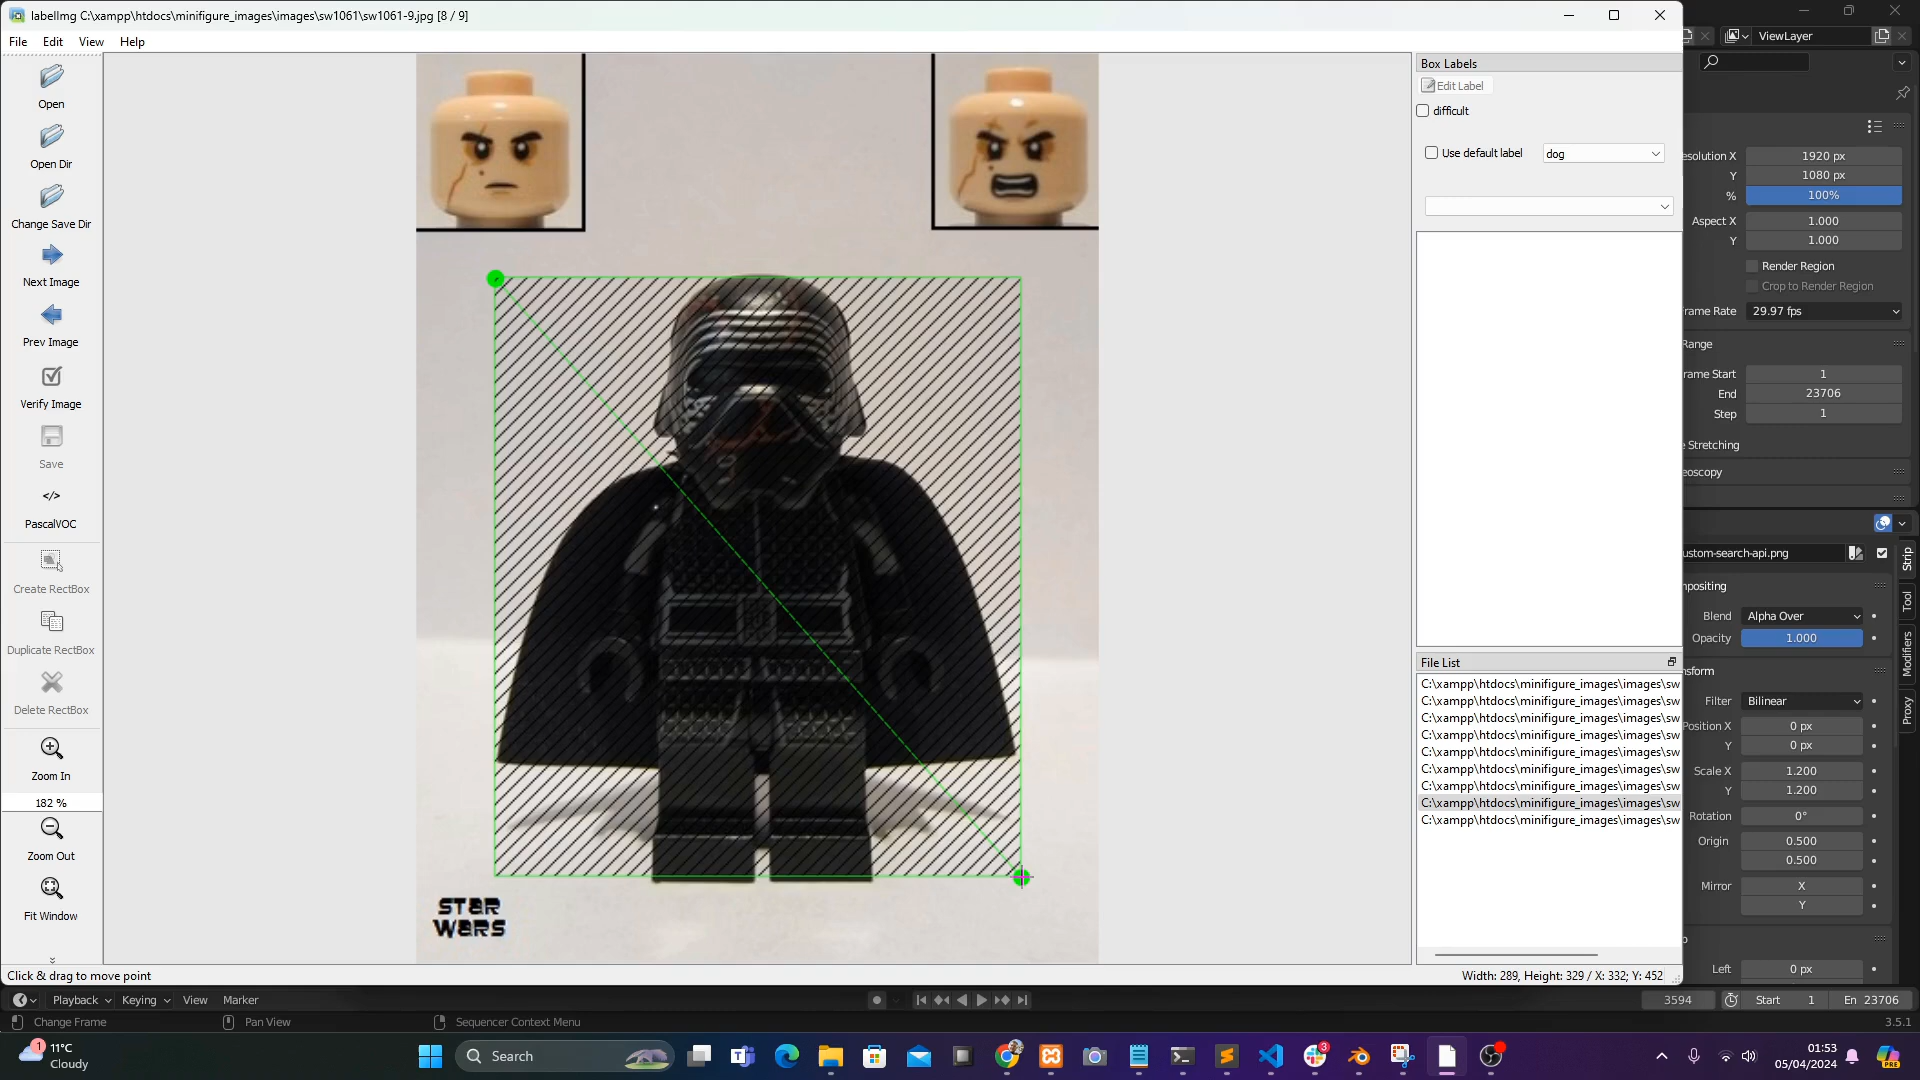 labelImg C:\xampp\htdocs\minifigure_images\images\sw1061\sw1061-9.jpg [8 / 9]
File Edit View Help
Open
Open Dir
Change Save Dir
Next Image
Prev Image
Verify Image
Save
</>
PascalVOC
Create RectBox
Duplicate RectBox
Delete RectBox
Zoom In
182 %
Zoom Out
Fit Window
STAR
WARS
Box Labels
Edit Label
difficult
Use default label dog
File List
C:\xampp\htdocs\minifigure_images\images\sw
C:\xampp\htdocs\minifigure_images\images\sw
C:\xampp\htdocs\minifigure_images\images\sw
C:\xampp\htdocs\minifigure_images\images\sw
C:\xampp\htdocs\minifigure_images\images\sw
C:\xampp\htdocs\minifigure_images\images\sw
C:\xampp\htdocs\minifigure_images\images\sw
C:\xampp\htdocs\minifigure_images\images\sw
C:\xampp\htdocs\minifigure_images\images\sw
Click & drag to move point
Width: 289, Height: 329 / X: 332; Y: 452
ViewLayer
esolution X 1920 px
Y 1080 px
% 100%
Aspect X 1.000
Y 1.000
Render Region
Crop to Render Region
rame Rate 29.97 fps
Range
rame Start 1
End 23706
Step 1
e Stretching
eoscopy
ustom-search-api.png
mpositing
Blend Alpha Over
Opacity 1.000
nsform
Filter Bilinear
Position X 0 px
Y 0 px
Scale X 1.200
Y 1.200
Rotation 0°
Origin 0.500
0.500
Mirror X
Y
Left 0 px
Strip
Tool
Modifiers
Proxy
Playback Keying View Marker
3594 Start 1 En 23706
Change Frame Pan View Sequencer Context Menu 3.5.1
1
11°C
Cloudy
Search
3
PRE
01:53
05/04/2024